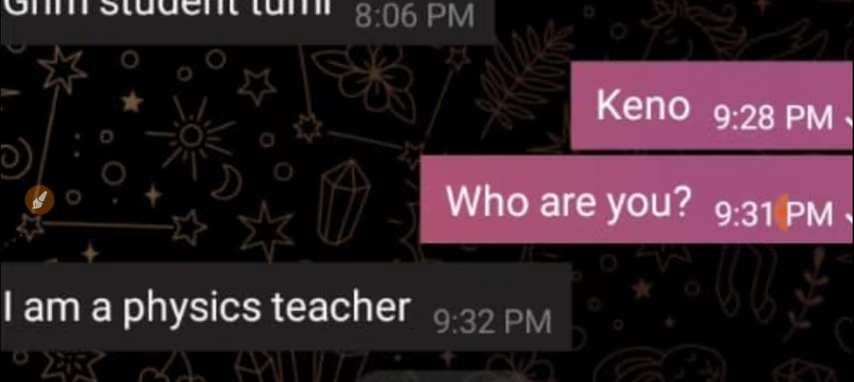 student tumi 8:06 PM
Keno 9:28 PM
Who are you? 9:31 PM
I am a physics teacher 9:32 PM